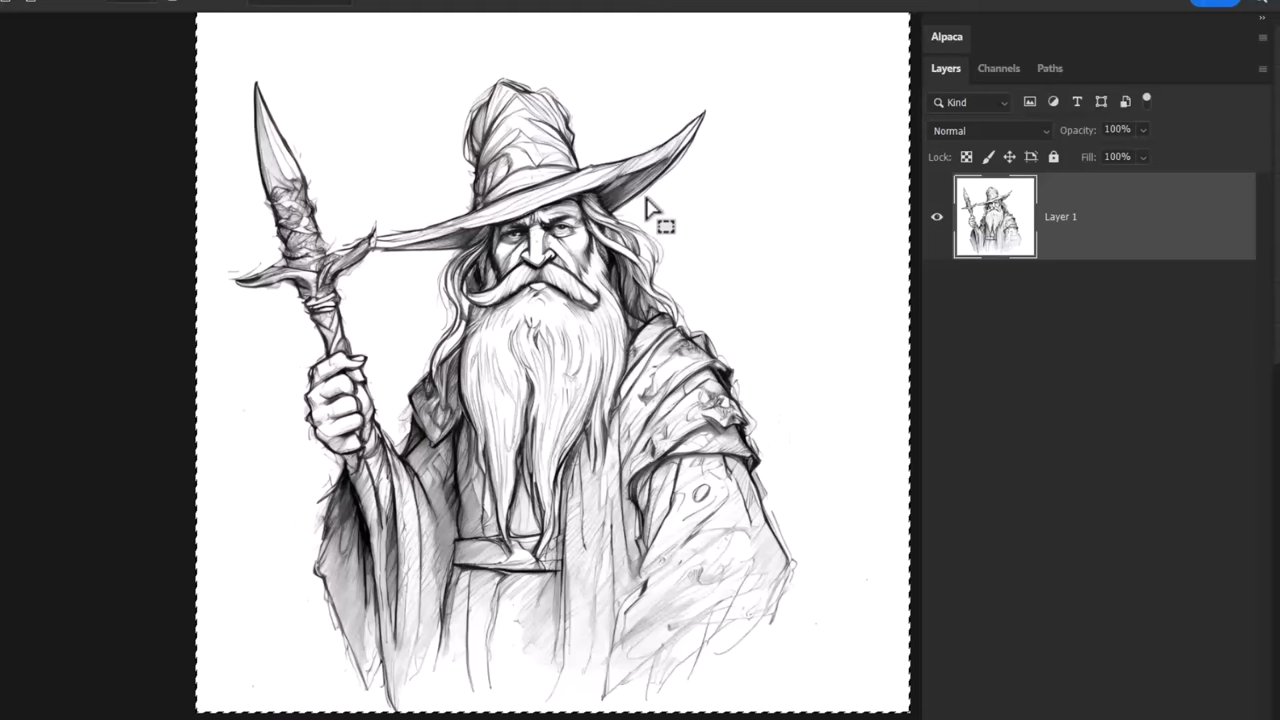 Alpaca
Layers Channels Paths
Kind
Normal Opacity: 100%
Lock: Fill: 100%
Layer 1